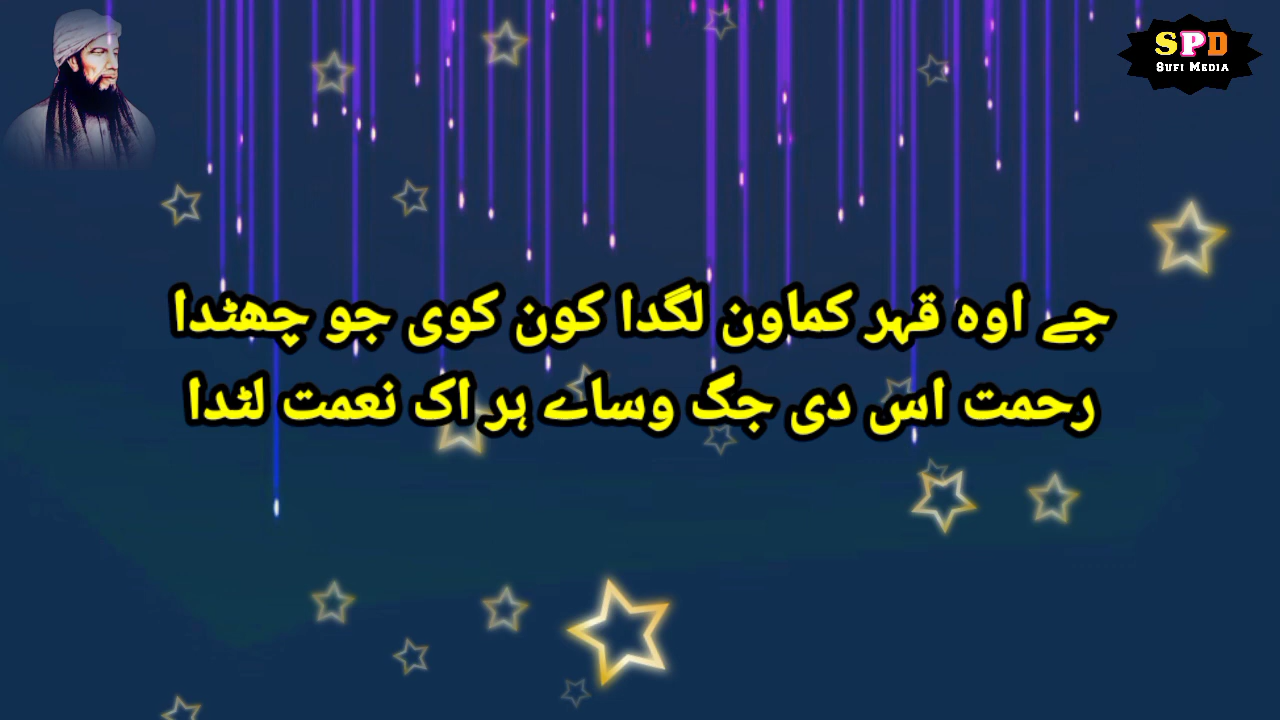 SPD
SUFI MEDIA
جے اوہ قہر کماون لگدا کون کوی جو چھٹدا
رحمت اس دی جگ وساے ہر اک نعمت لٹدا